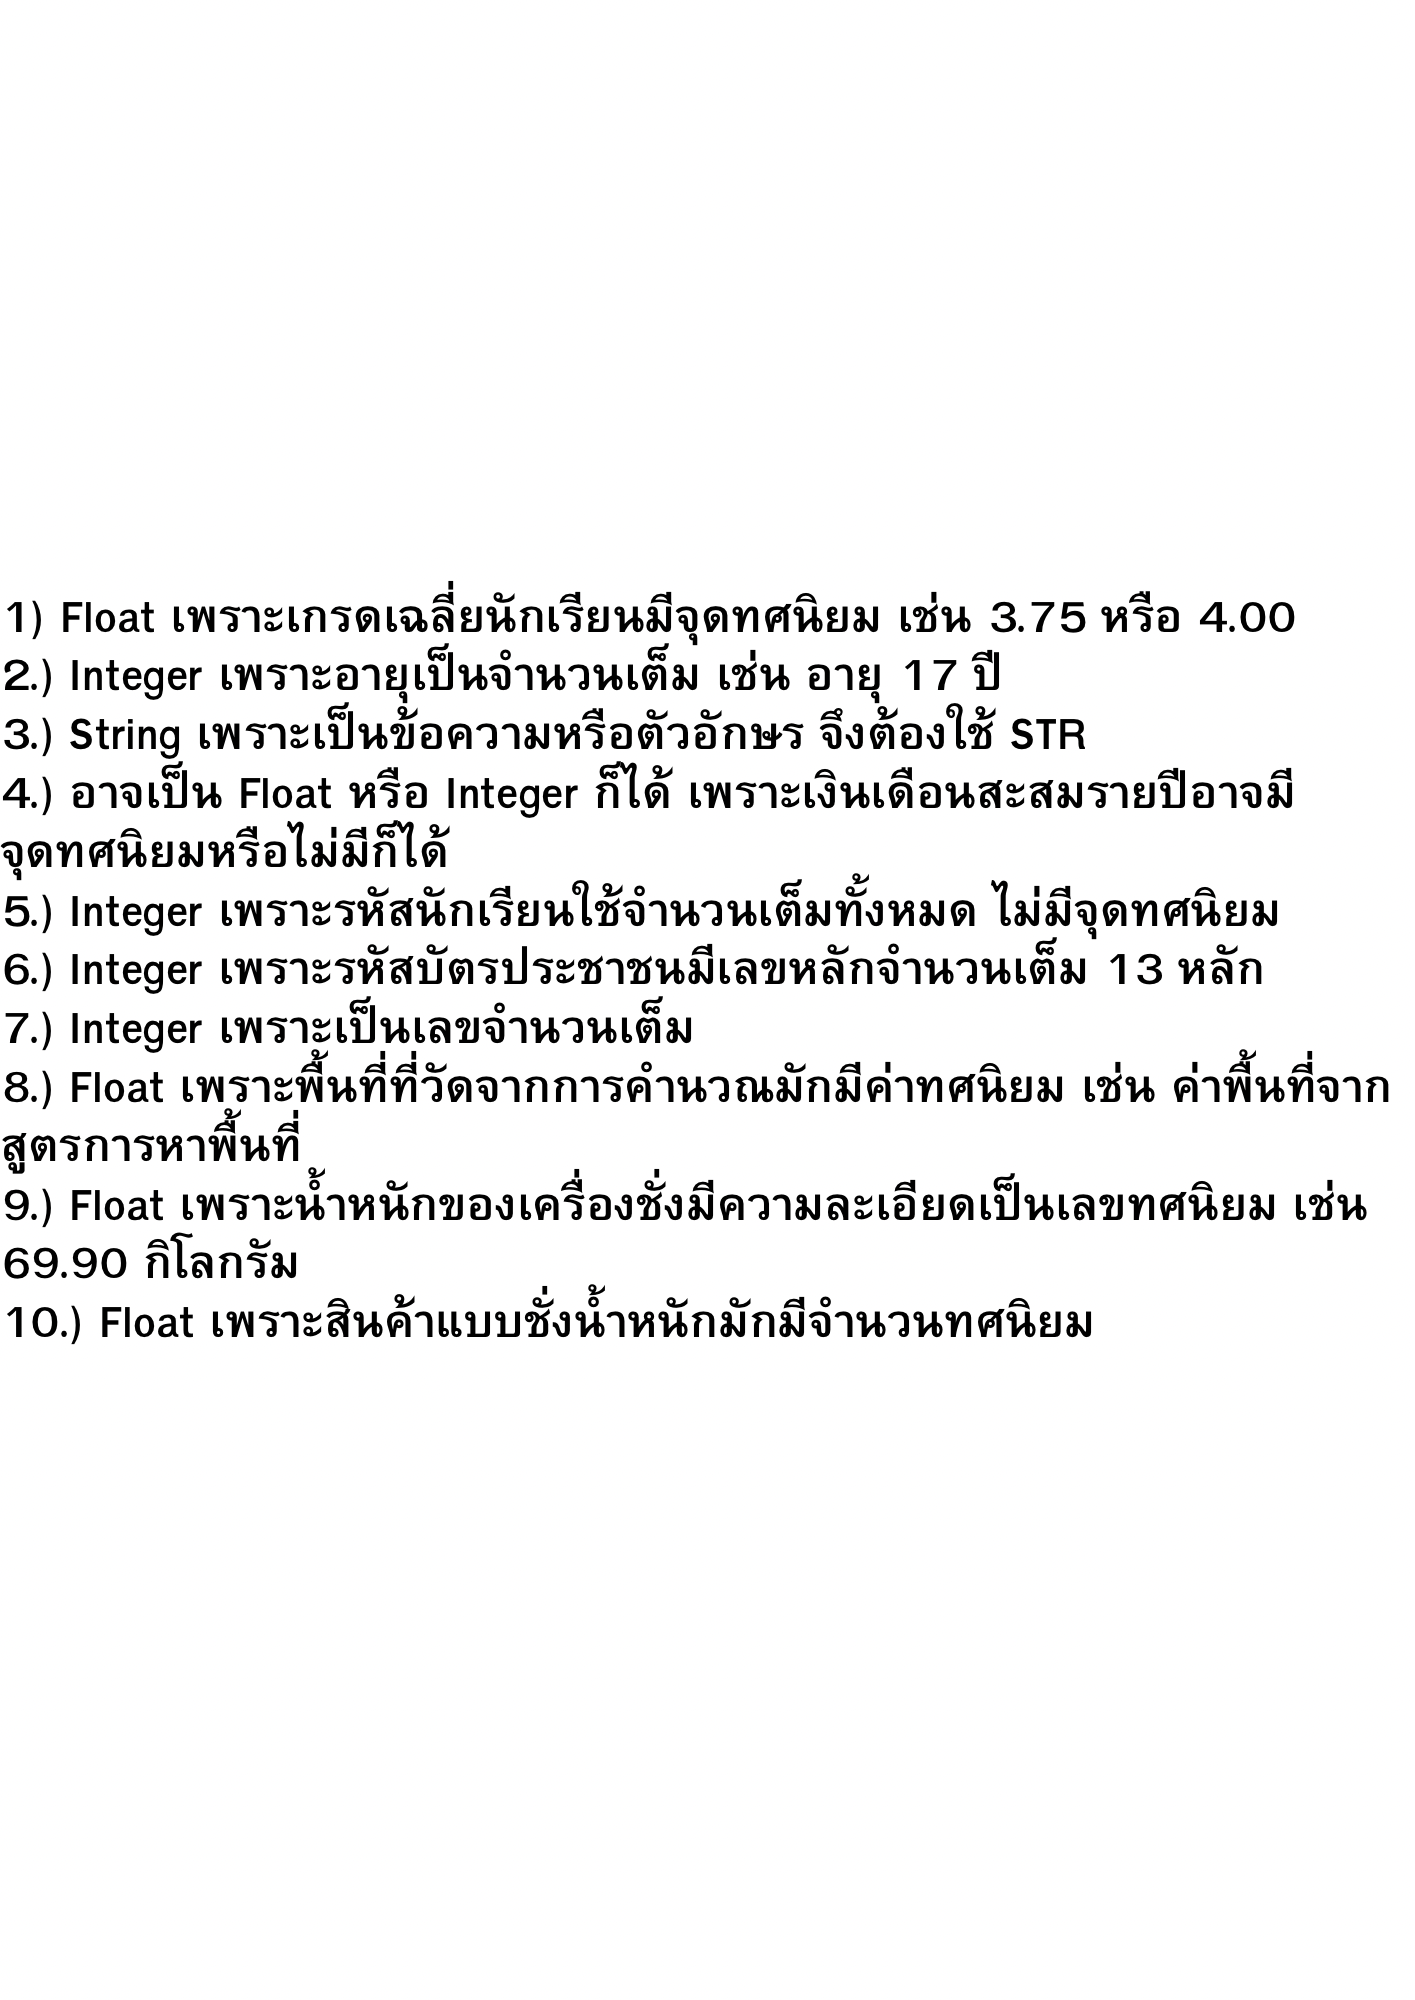 1) Float เพราะเกรดเฉลี่ยนักเรียนมีจุดทศนิยม เช่น 3.75 หรือ 4.00
2.) Integer เพราะอายุเป็นจำนวนเต็ม เช่น อายุ 17 ปี
3.) String เพราะเป็นข้อความหรือตัวอักษร จึงต้องใช้ STR
4.) อาจเป็น Float หรือ Integer ก็ได้ เพราะเงินเดือนสะสมรายปีอาจมี
จุดทศนิยมหรือไม่มีก็ได้
5.) Integer เพราะรหัสนักเรียนใช้จำนวนเต็มทั้งหมด ไม่มีจุดทศนิยม
6.) Integer เพราะรหัสบัตรประชาชนมีเลขหลักจำนวนเต็ม 13 หลัก
7.) Integer เพราะเป็นเลขจำนวนเต็ม
8.) Float เพราะพื้นที่ที่วัดจากการคำนวณมักมีค่าทศนิยม เช่น ค่าพื้นที่จาก
สูตรการหาพื้นที่
9.) Float เพราะน้ำหนักของเครื่องชั่งมีความละเอียดเป็นเลขทศนิยม เช่น
69.90 กิโลกรัม
10.) Float เพราะสินค้าแบบชั่งน้ำหนักมักมีจำนวนทศนิยม